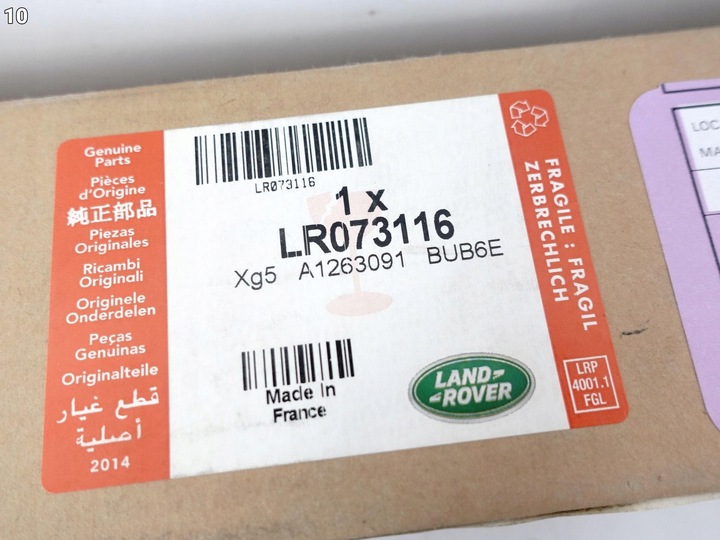 10
Genuine
Parts
Pièces
d'Origine
純正部品
Piezas
Originales
Ricambi
Originali
Originele
Onderdelen
Peças
Genuinas
Originalteile
قطع غيار
أصلية
2014
LR073116
1 x
LR073116
Xg5 A1263091 BUB6E
Made In
France
LAND-
-ROVER
FRAGILE : FRAGIL
ZERBRECHLICH
LRP
4001.1
FGL
LOC
MA